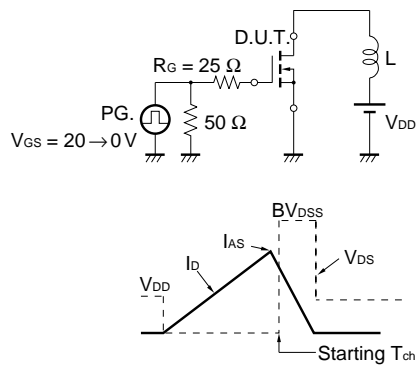 D.U.T.
RG = 25 Ω
L
PG.
50 Ω
VDD
VGS = 20 → 0 V
BVDSS
IAS
ID
VDS
VDD
Starting Tch